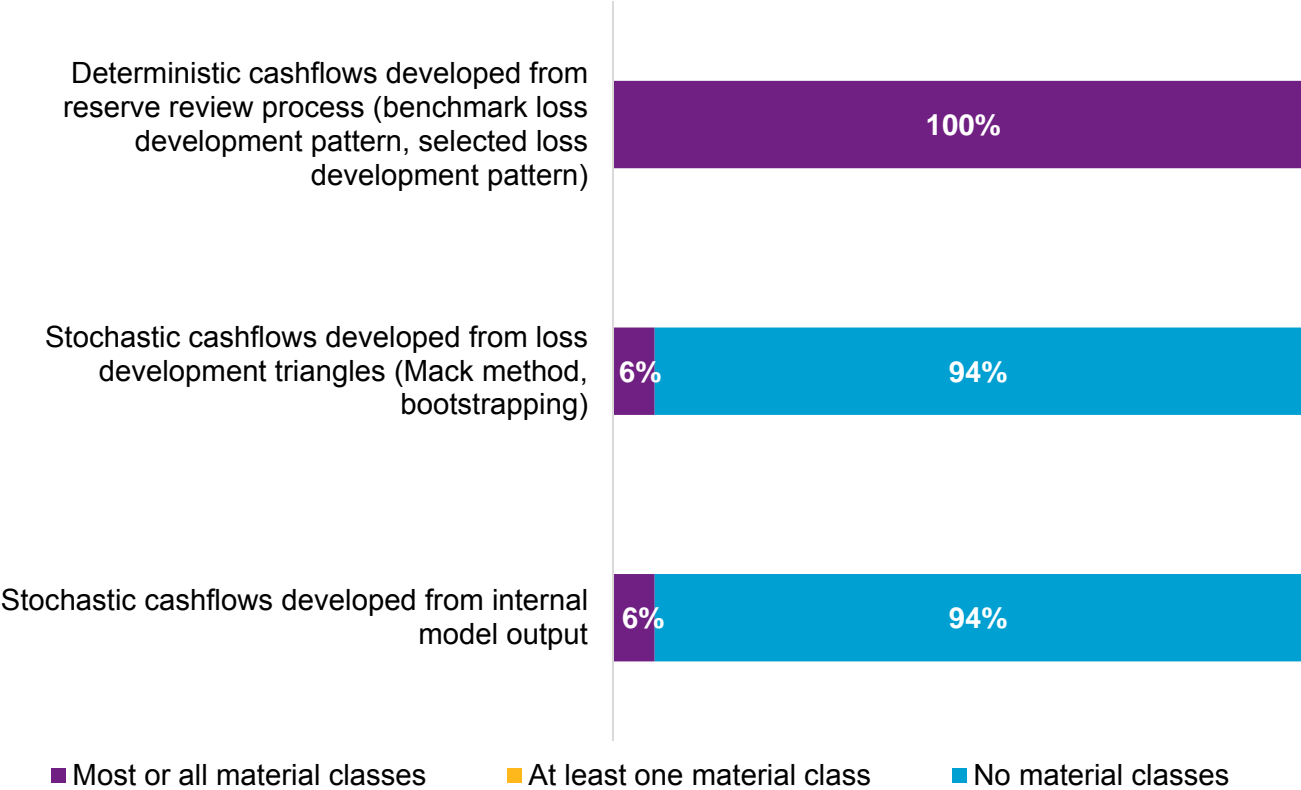 Deterministic cashflows developed from
reserve review process (benchmark loss
development pattern, selected loss
development pattern)
100%
Stochastic cashflows developed from loss
development triangles (Mack method,
bootstrapping)
6%
94%
Stochastic cashflows developed from internal
model output
6%
94%
Most or all material classes
At least one material class
No material classes